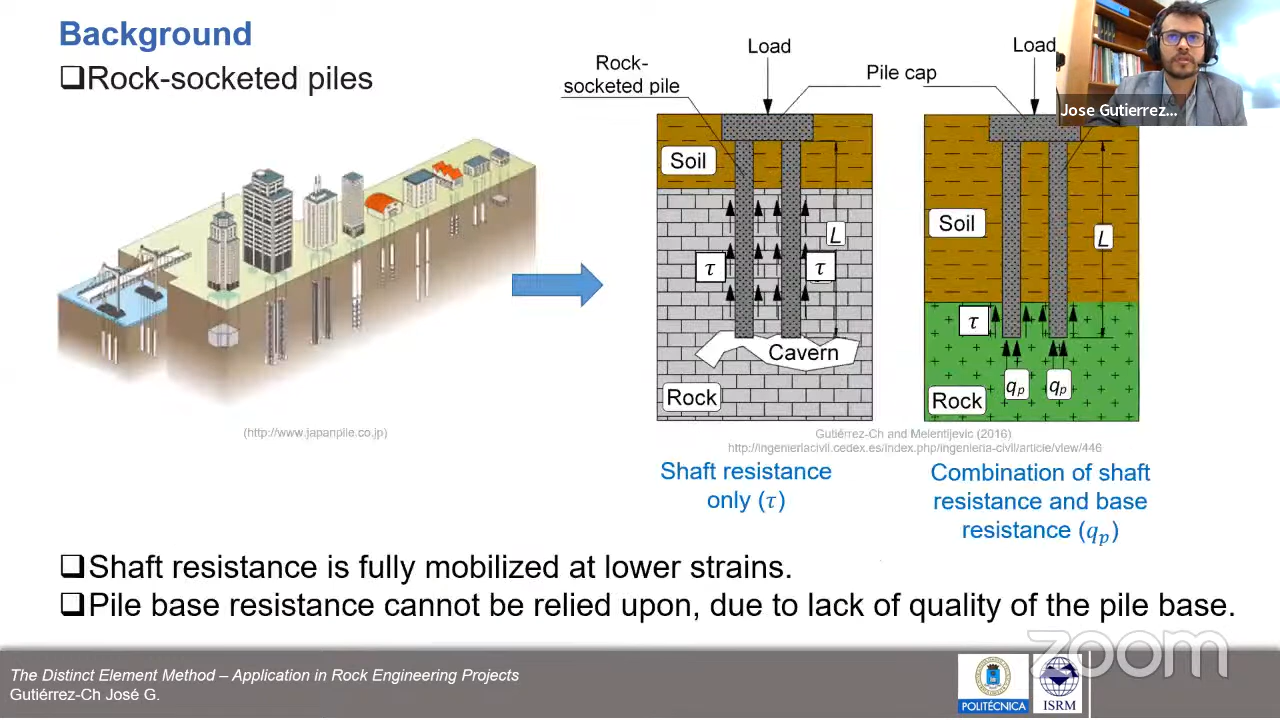 Background
❑Rock-socketed piles
Load
Rock-
socketed pile
Pile cap
Load
Jose Gutierrez...
Soil
L
τ
τ
Cavern
Rock
Soil
L
τ
qp
qp
Rock
(http://www.japanpile.co.jp)
Gutiérrez-Ch and Melentijevic (2016)
http://ingenieriacivil.cedex.es/index.php/ingenieria-civil/article/view/446
Shaft resistance
only (τ)
Combination of shaft
resistance and base
resistance (qp)
❑Shaft resistance is fully mobilized at lower strains.
❑Pile base resistance cannot be relied upon, due to lack of quality of the pile base.
zoom
The Distinct Element Method – Application in Rock Engineering Projects
Gutiérrez-Ch José G.
POLITÉCNICA
ISRM